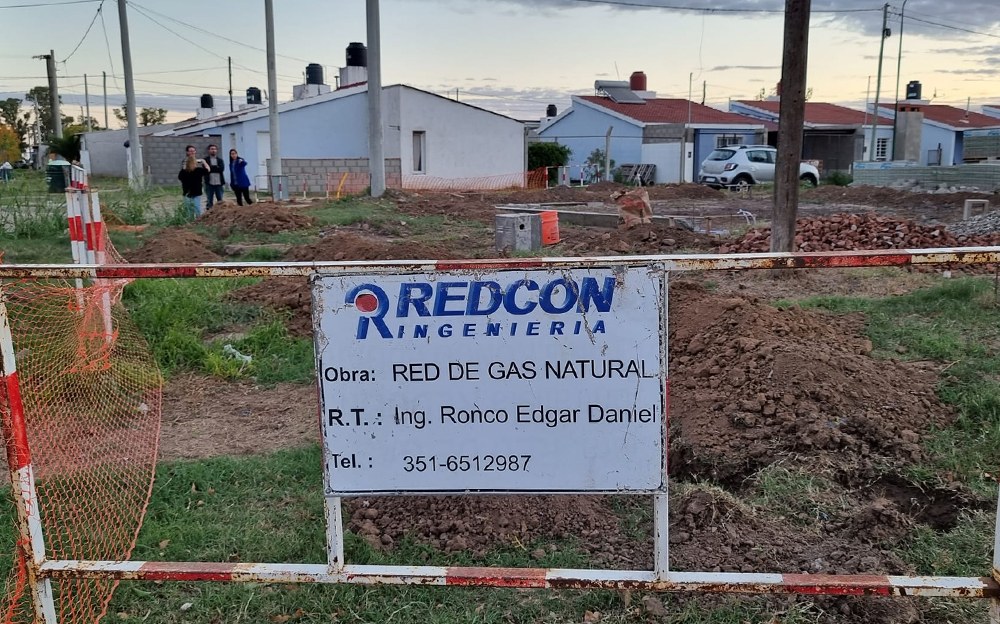 REDCON
INGENIERIA
Obra: RED DE GAS NATURAL
R.T. : Ing. Ronco Edgar Daniel
Tel. : 351-6512987